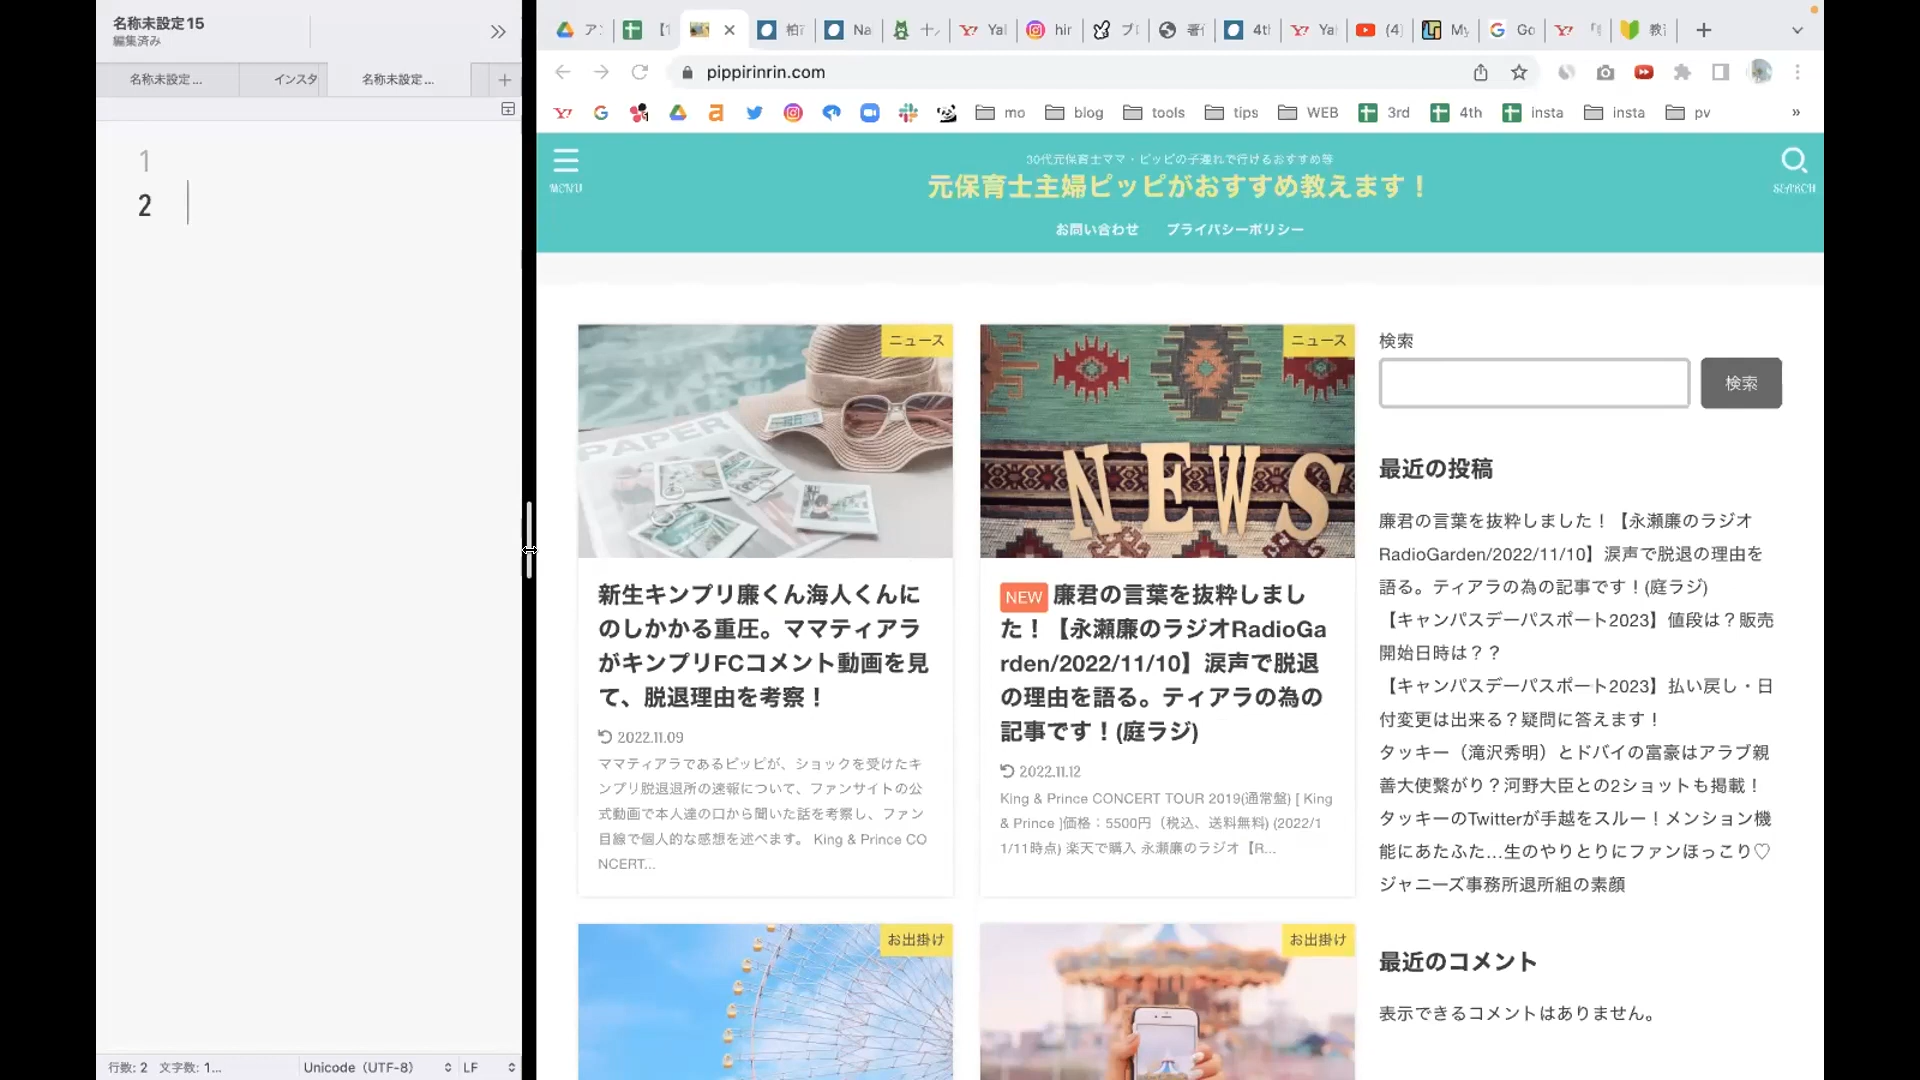 名称未設定 15
編集済み
名称未設定 ...
インスタ
名称未設定 ...
1
2
行数: 2 文字数: 1...
Unicode（UTF-8）
LF
Na
Yal
hir
4tl
Ya
(4)
My
Go
pippirinrin.com
mo
blog
tools
tips
WEB
3rd
4th
insta
insta
pv
MENU
30代元保育士ママ・ピッピの子連れで行けるおすすめ等
元保育士主婦ピッピがおすすめ教えます！
SEARCH
お問い合わせ
プライバシーポリシー
ニュース
PAPER
新生キンプリ廉くん海人くんに
のしかかる重圧。ママティアラ
がキンプリFCコメント動画を見
て、脱退理由を考察！
2022.11.09
ママティアラであるピッピが、ショックを受けたキ
ンプリ脱退退所の速報について、ファンサイトの公
式動画で本人達の口から聞いた話を考察し、ファン
目線で個人的な感想を述べます。 King & Prince CO
NCERT...
ニュース
NEWS
NEW 廉君の言葉を抜粋しまし
た！【永瀬廉のラジオRadioGa
rden/2022/11/10】涙声で脱退
の理由を語る。ティアラの為の
記事です！(庭ラジ)
2022.11.12
King & Prince CONCERT TOUR 2019(通常盤) [ King
& Prince ]価格：5500円（税込、送料無料) (2022/1
1/11時点) 楽天で購入 永瀬廉のラジオ【R...
お出掛け
お出掛け
検索
検索
最近の投稿
廉君の言葉を抜粋しました！【永瀬廉のラジオ
RadioGarden/2022/11/10】涙声で脱退の理由を
語る。ティアラの為の記事です！(庭ラジ)
【キャンパスデーパスポート2023】値段は？販売
開始日時は？？
【キャンパスデーパスポート2023】払い戻し・日
付変更は出来る？疑問に答えます！
タッキー（滝沢秀明）とドバイの富豪はアラブ親
善大使繋がり？河野大臣との2ショットも掲載！
タッキーのTwitterが手越をスルー！メンション機
能にあたふた...生のやりとりにファンほっこり♡
ジャニーズ事務所退所組の素顔
最近のコメント
表示できるコメントはありません。